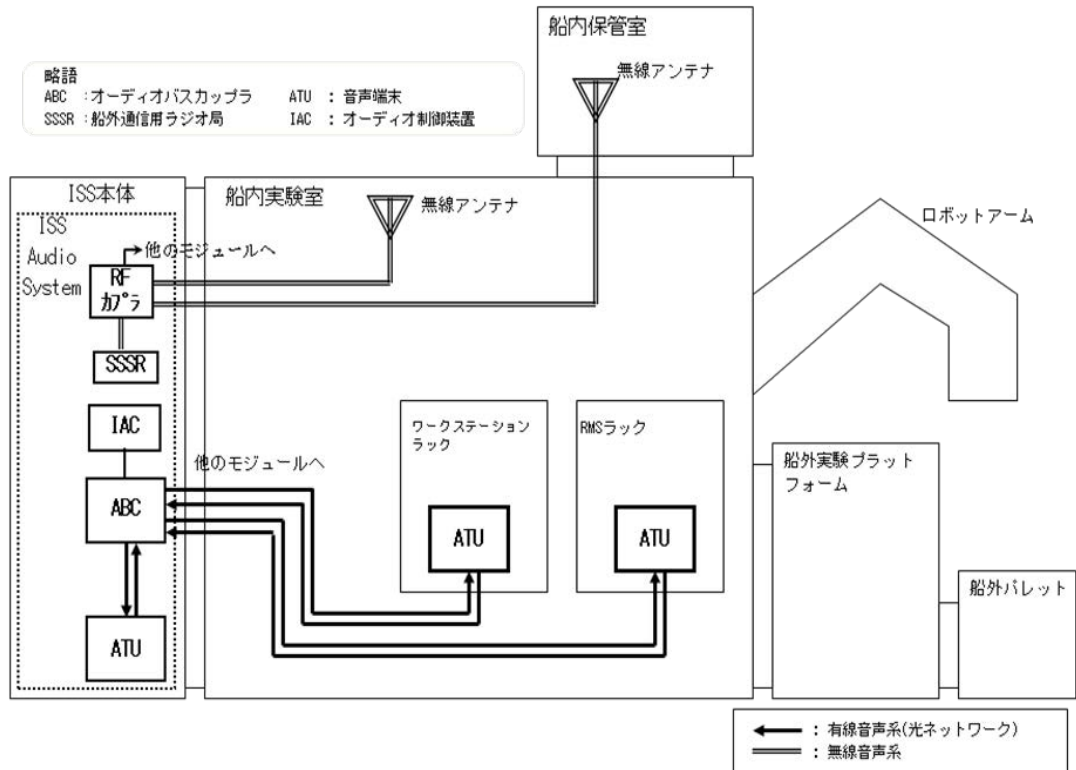 船内保管室
無線アンテナ
略語
ABC ：オーディオバスカップラ ATU ： 音声端末
SSSR ：船外通信用ラジオ局 IAC ： オーディオ制御装置
ISS本体
船内実験室
無線アンテナ
ロボットアーム
ISS
Audio
System
他のモジュールへ
RF
ｶﾌﾟﾗ
SSSR
IAC
ABC
ATU
他のモジュールへ
ワークステーション
ラック
ATU
RMSラック
ATU
船外実験プラット
フォーム
船外パレット
： 有線音声系(光ネットワーク)
： 無線音声系